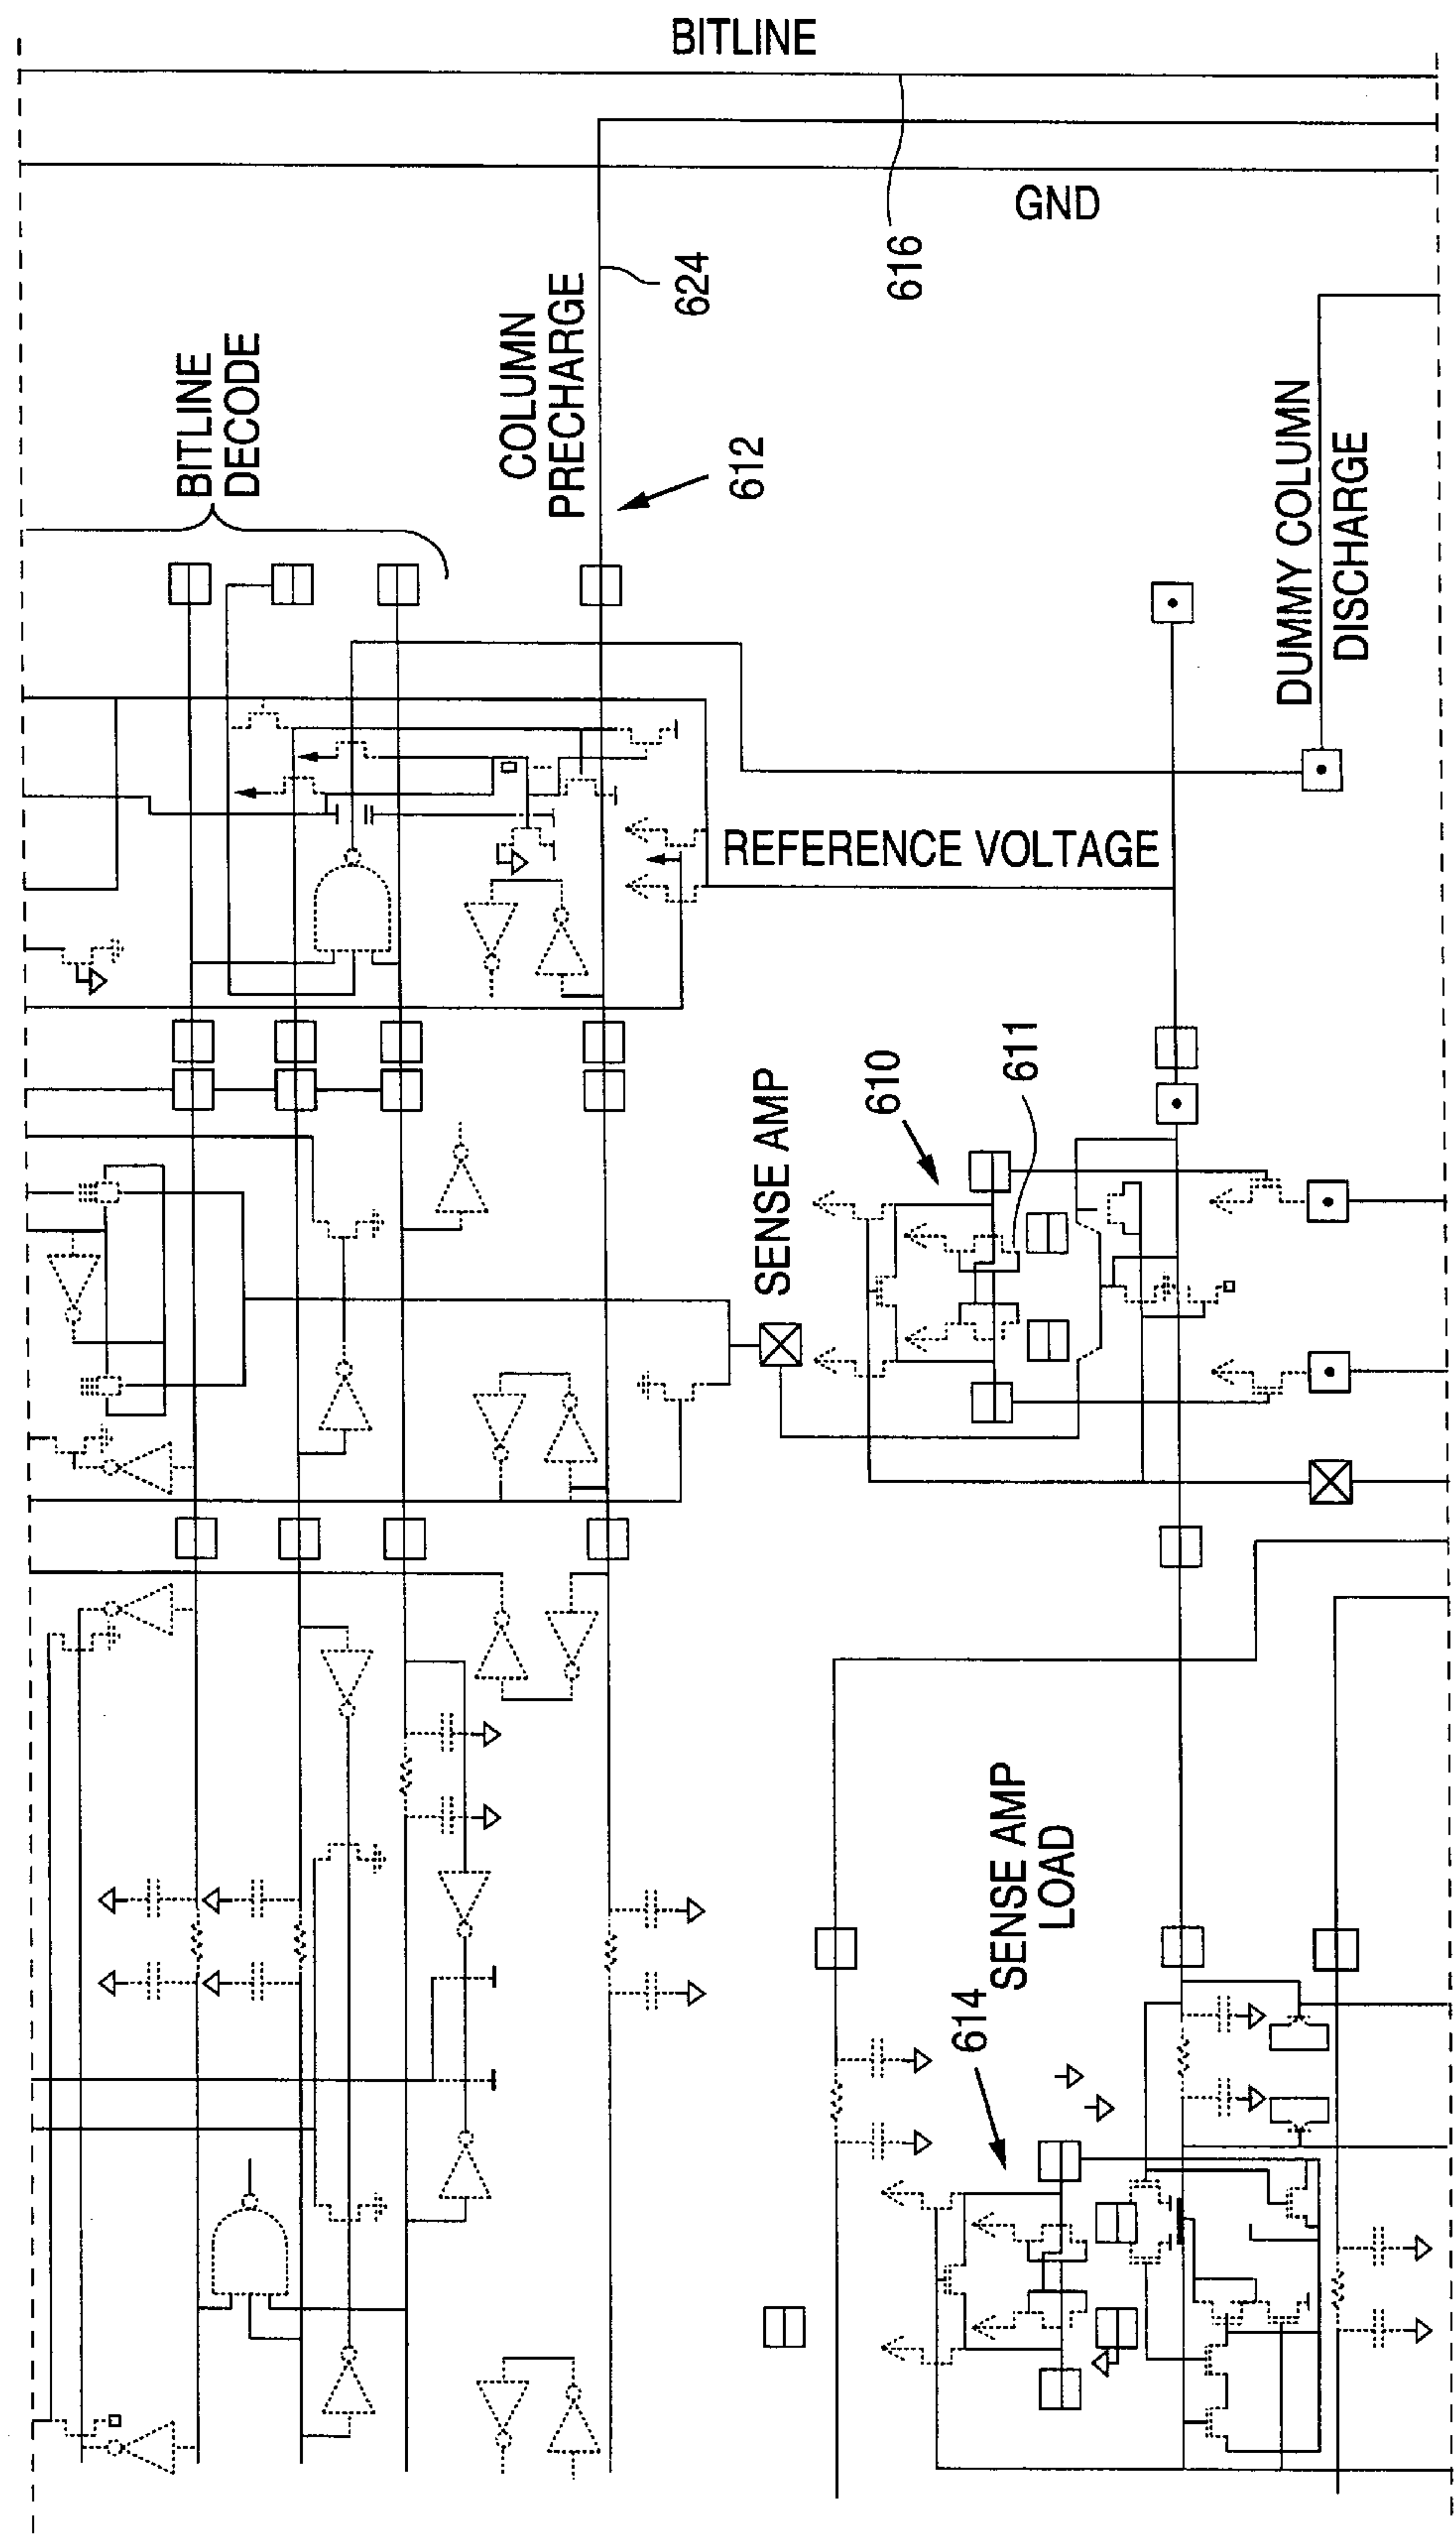 BITLINE
GND
616
624
COLUMN
PRECHARGE
BITLINE
DECODE
612
DUMMY COLUMN
DISCHARGE
REFERENCE VOLTAGE
SENSE AMP
610
611
SENSE AMP
LOAD
614